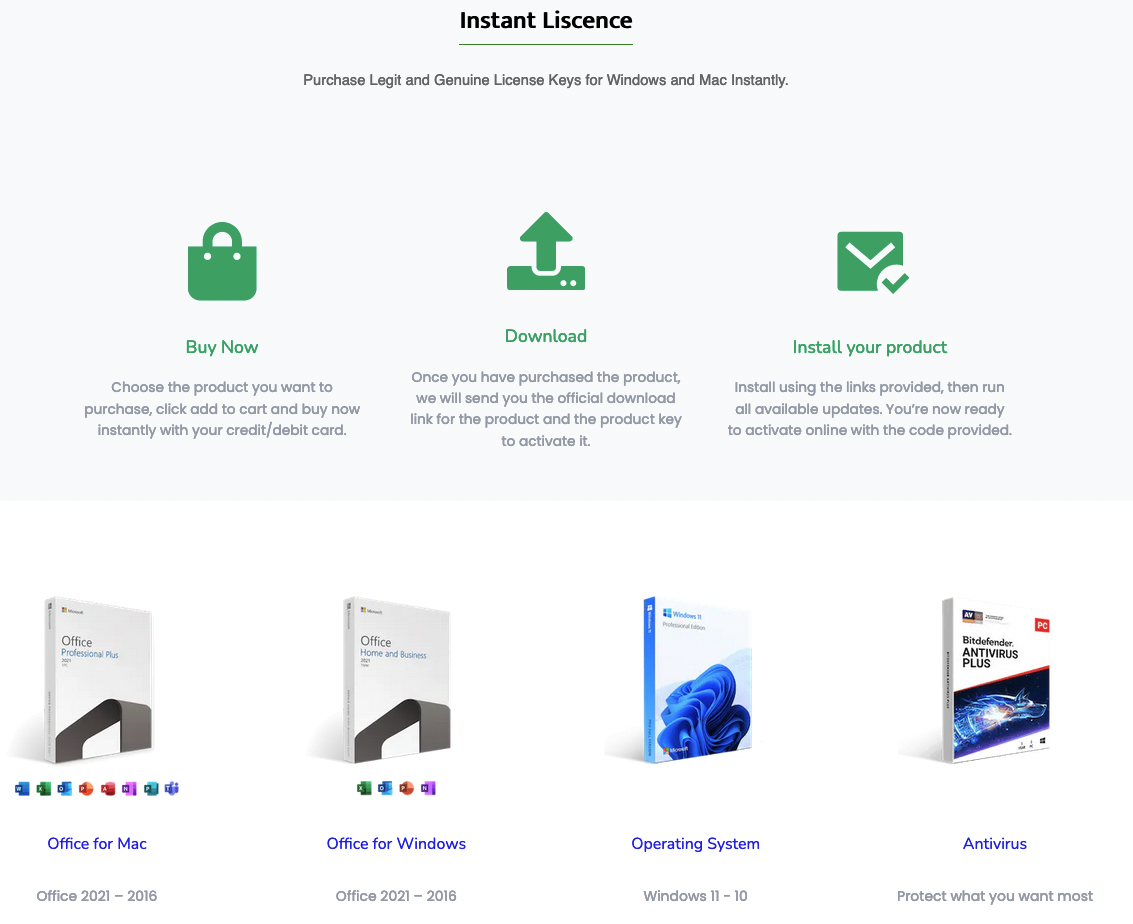 Instant Liscence
Purchase Legit and Genuine License Keys for Windows and Mac Instantly.
Buy Now
Choose the product you want to
purchase, click add to cart and buy now
instantly with your credit/debit card.
Download
Once you have purchased the product,
we will send you the official download
link for the product and the product key
to activate it.
Install your product
Install using the links provided, then run
all available updates. You’re now ready
to activate online with the code provided.
Microsoft
Office
Professional Plus
2021
Microsoft
Office
Home and Business
2021
Windows 11
Professional Edition
Microsoft
AV
PC
Bitdefender.
ANTIVIRUS
PLUS
1 YEAR
1 PC
Office for Mac
Office 2021 – 2016
Office for Windows
Office 2021 – 2016
Operating System
Windows 11 - 10
Antivirus
Protect what you want most